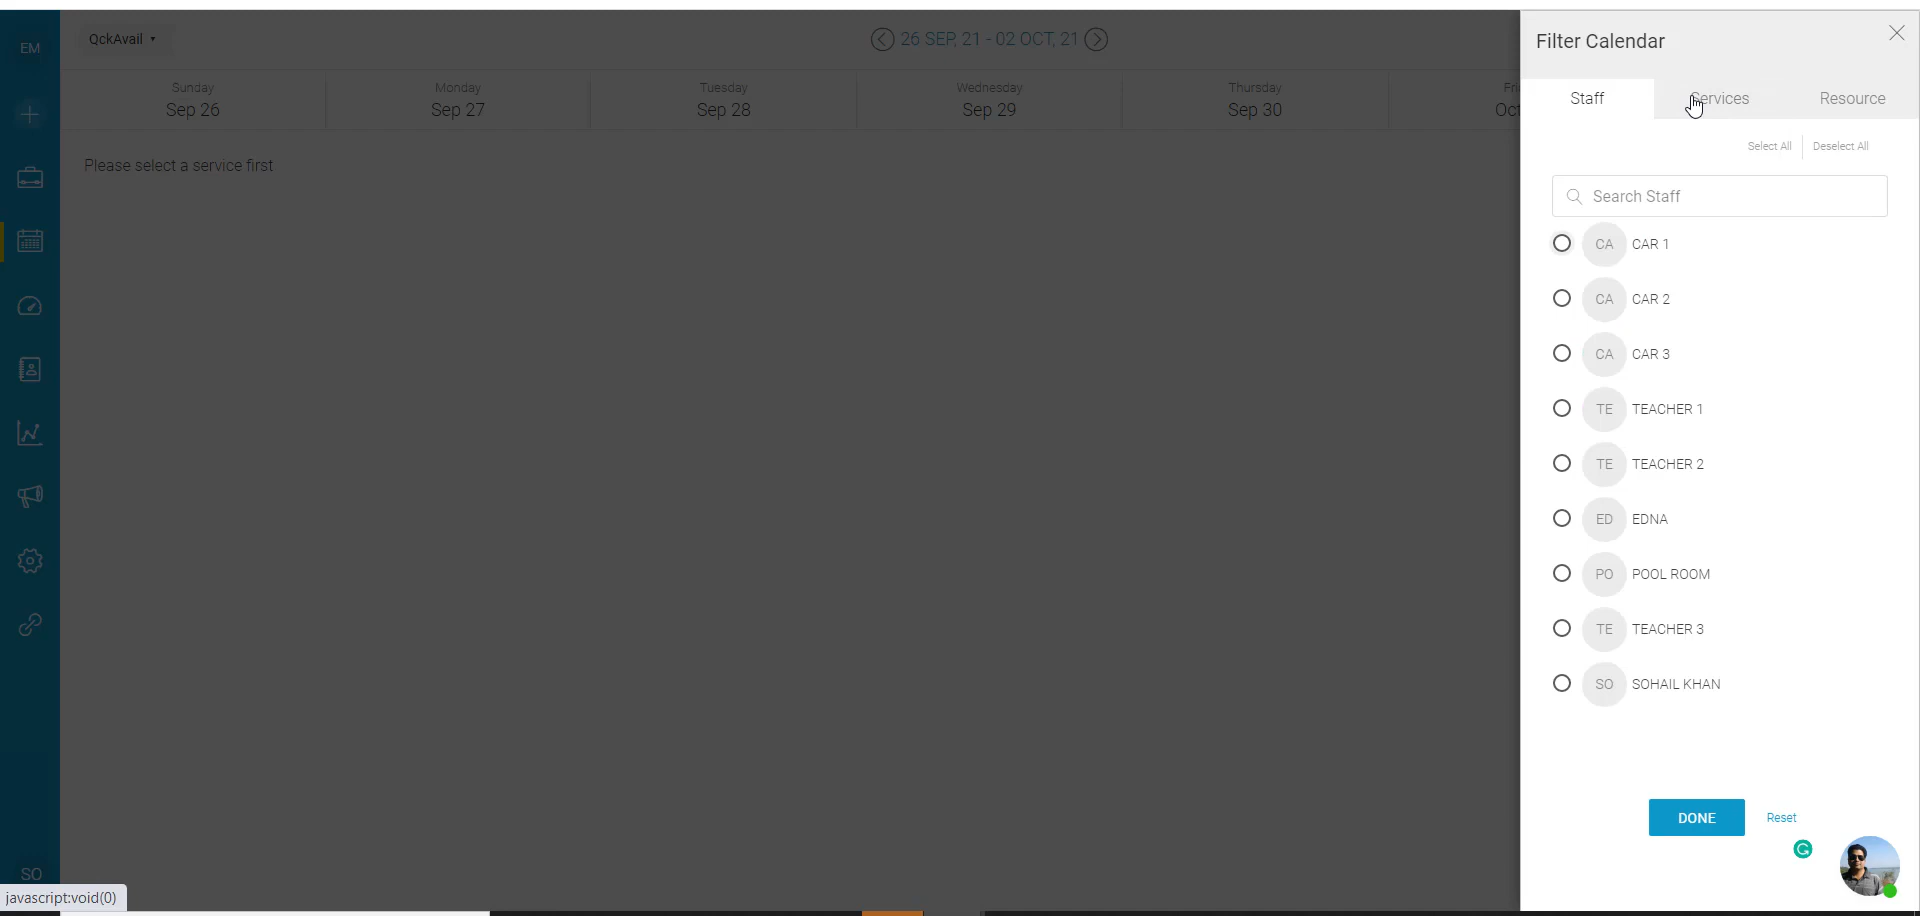 EM
QckAvail
26 SEP, 21 - 02 OCT, 21
Sunday
Sep 26
Monday
Sep 27
Tuesday
Sep 28
Wednesday
Sep 29
Thursday
Sep 30
Fri
Oct
Please select a service first
SO
javascript:void(0)
Filter Calendar
Staff
Services
Resource
Select All
Deselect All
Search Staff
CA CAR 1
CA CAR 2
CA CAR 3
TE TEACHER 1
TE TEACHER 2
ED EDNA
PO POOL ROOM
TE TEACHER 3
SO SOHAIL KHAN
DONE
Reset